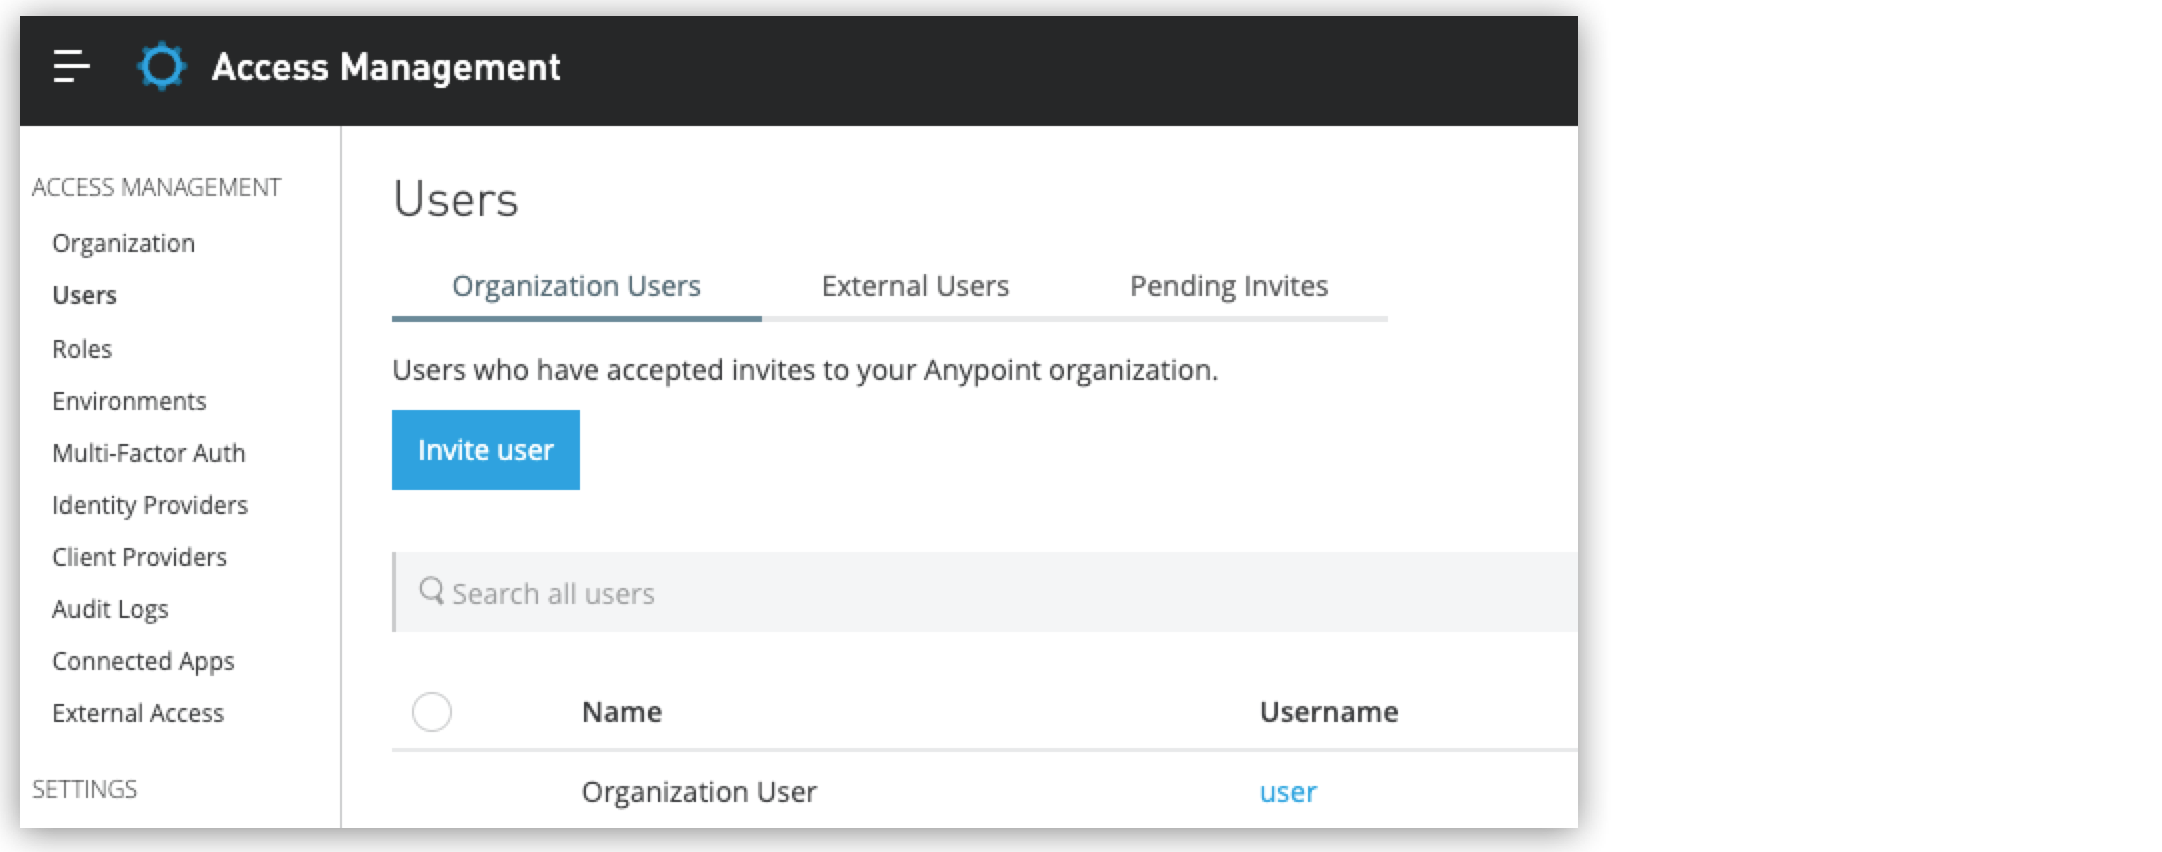 Access Management
ACCESS MANAGEMENT
Organization
Users
Roles
Environments
Multi-Factor Auth
Identity Providers
Client Providers
Audit Logs
Connected Apps
External Access
SETTINGS
Users
Organization Users External Users Pending Invites
Users who have accepted invites to your Anypoint organization.
Invite user
Search all users
Name Username
Organization User user